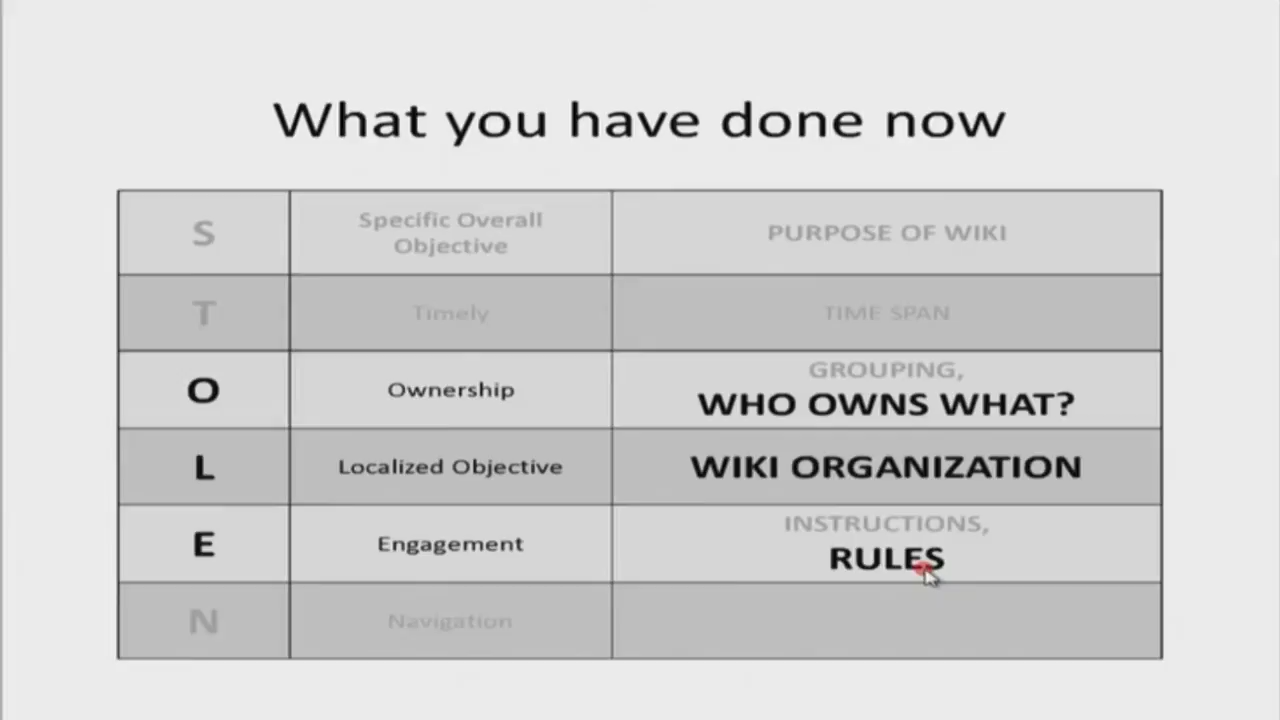 What you have done now
S
Specific Overall
Objective
PURPOSE OF WIKI
T
Timely
TIME SPAN
O
Ownership
GROUPING,
WHO OWNS WHAT?
L
Localized Objective
WIKI ORGANIZATION
E
Engagement
INSTRUCTIONS,
RULES
N
Navigation